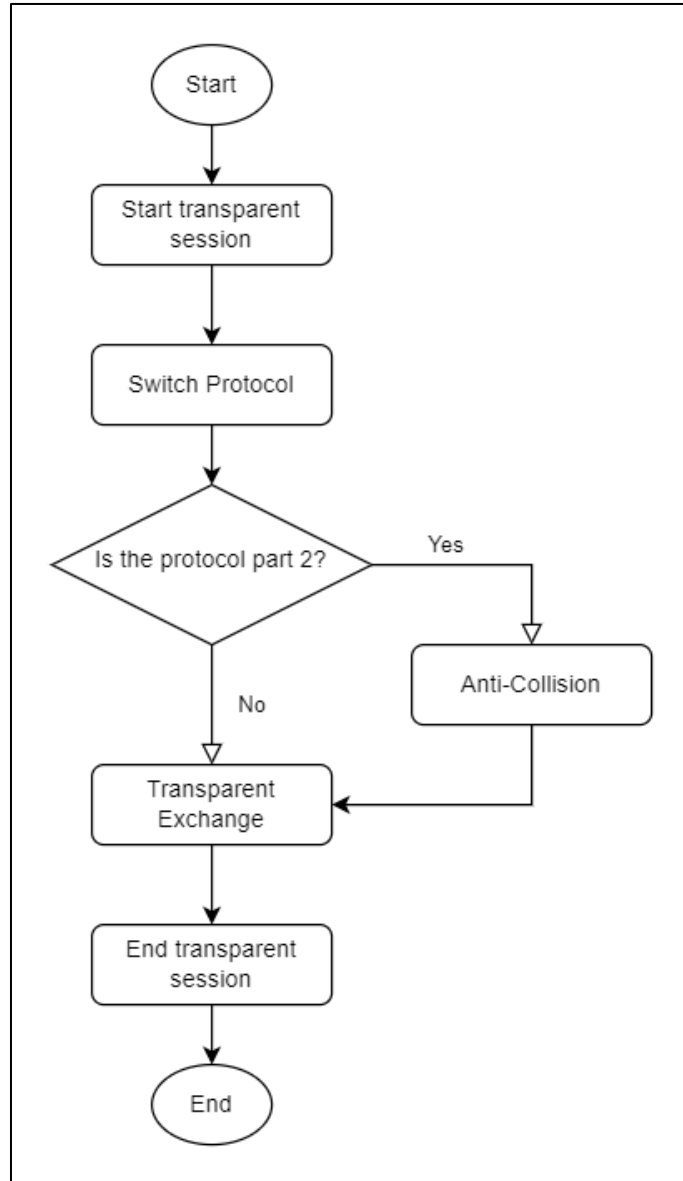 Start
Start transparent
session
Switch Protocol
Is the protocol part 2?
Yes
Anti-Collision
No
Transparent
Exchange
End transparent
session
End